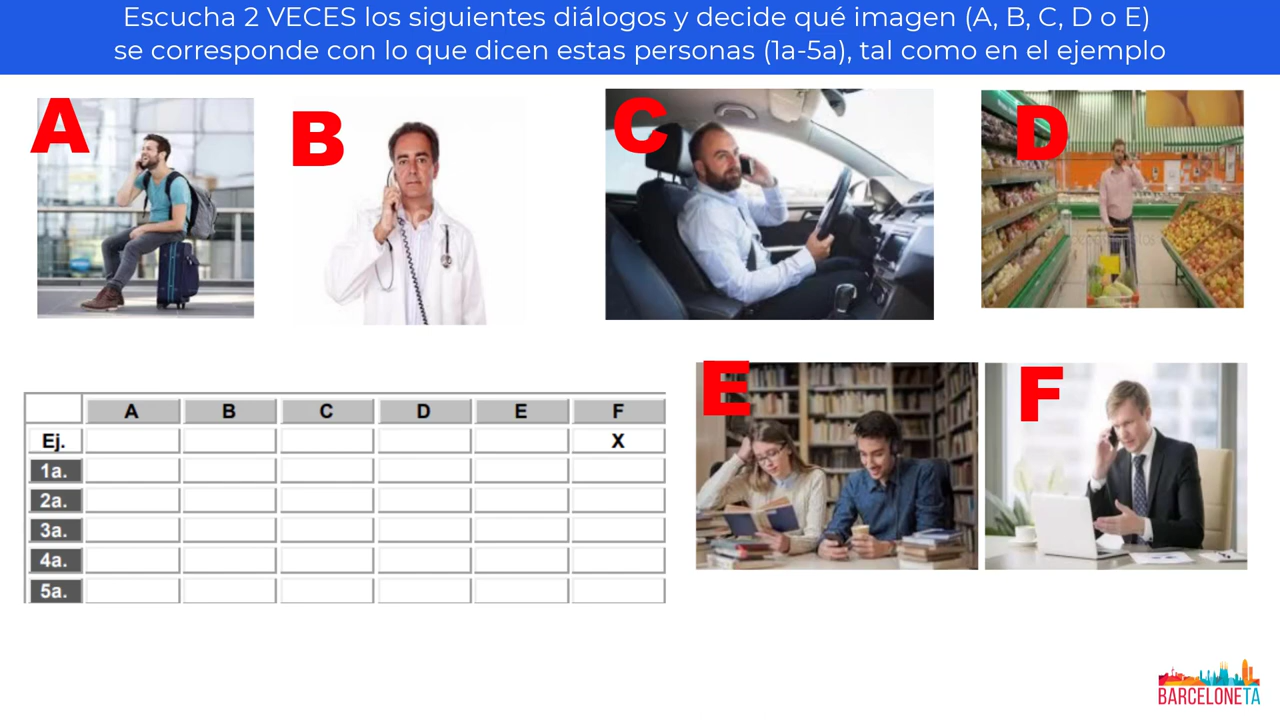 Escucha 2 VECES los siguientes diálogos y decide qué imagen (A, B, C, D o E)
se corresponde con lo que dicen estas personas (1a-5a), tal como en el ejemplo
A
B
C
D
A B C D E F
Ej. X
1a.
2a.
3a.
4a.
5a.
E
F
BARCELONETA